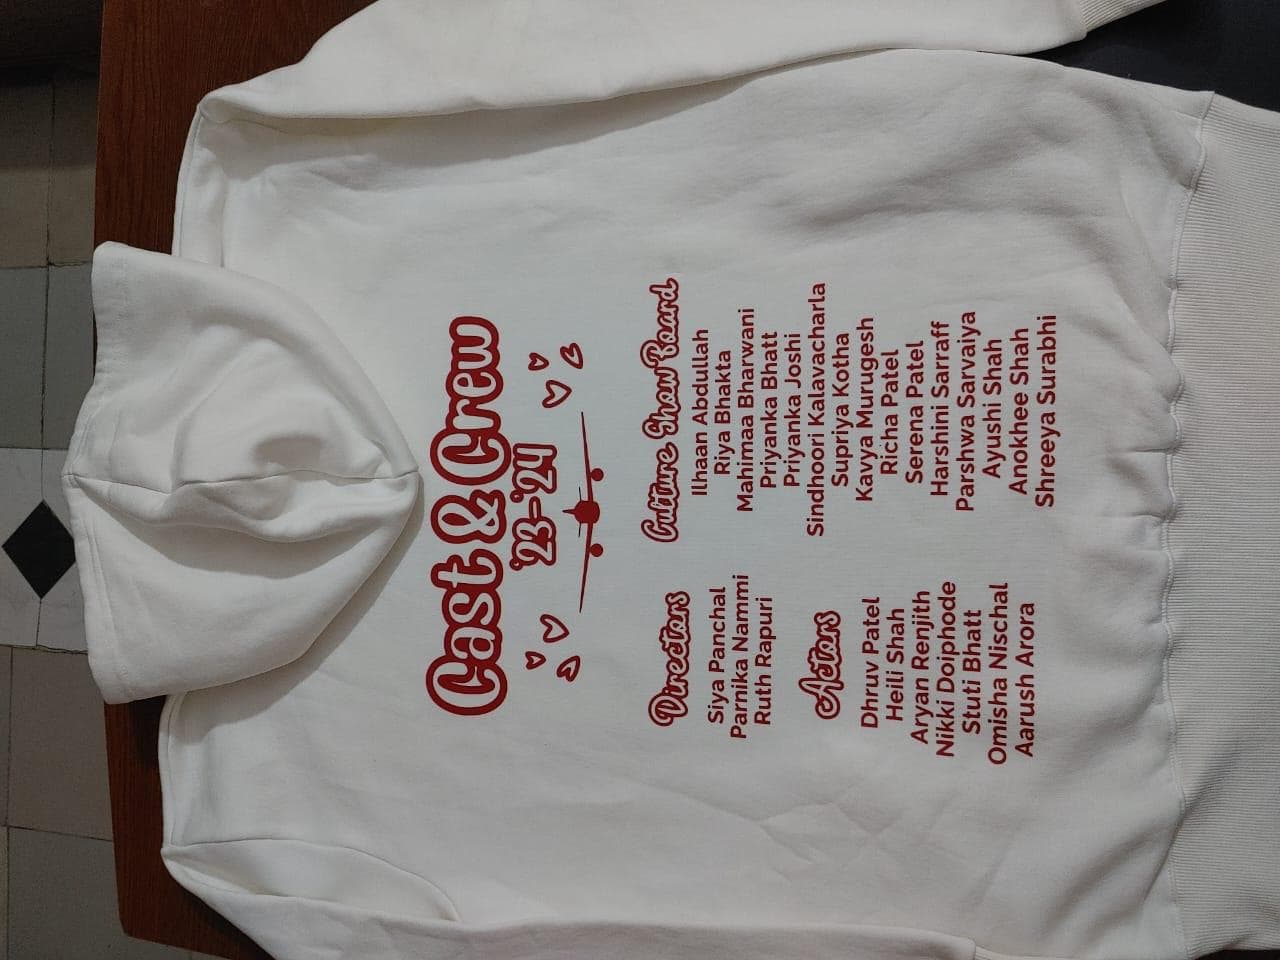 Cast & Crew
'23-'24
Directors
Siya Panchal
Parnika Nammi
Ruth Rapuri
Actors
Dhruv Patel
Heili Shah
Aryan Renjith
Nikki Doiphode
Stuti Bhatt
Omisha Nischal
Aarush Arora
Culture Show Board
Ilhaan Abdullah
Riya Bhakta
Mahimaa Bharwani
Priyanka Bhatt
Priyanka Joshi
Sindhoori Kalavacharla
Supriya Kotha
Kavya Murugesh
Richa Patel
Serena Patel
Harshini Sarraff
Parshwa Sarvaiya
Ayushi Shah
Anokhee Shah
Shreeya Surabhi